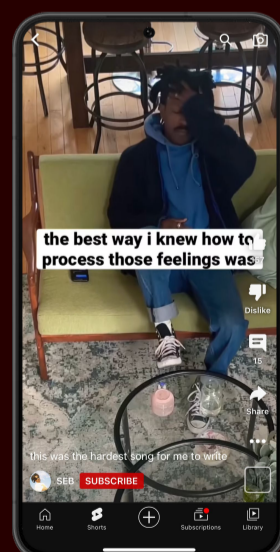 the best way i knew how to
process those feelings was
Dislike
15
Share
this was the hardest song for me to write
SEB
SUBSCRIBE
Home
Shorts
Subscriptions
Library